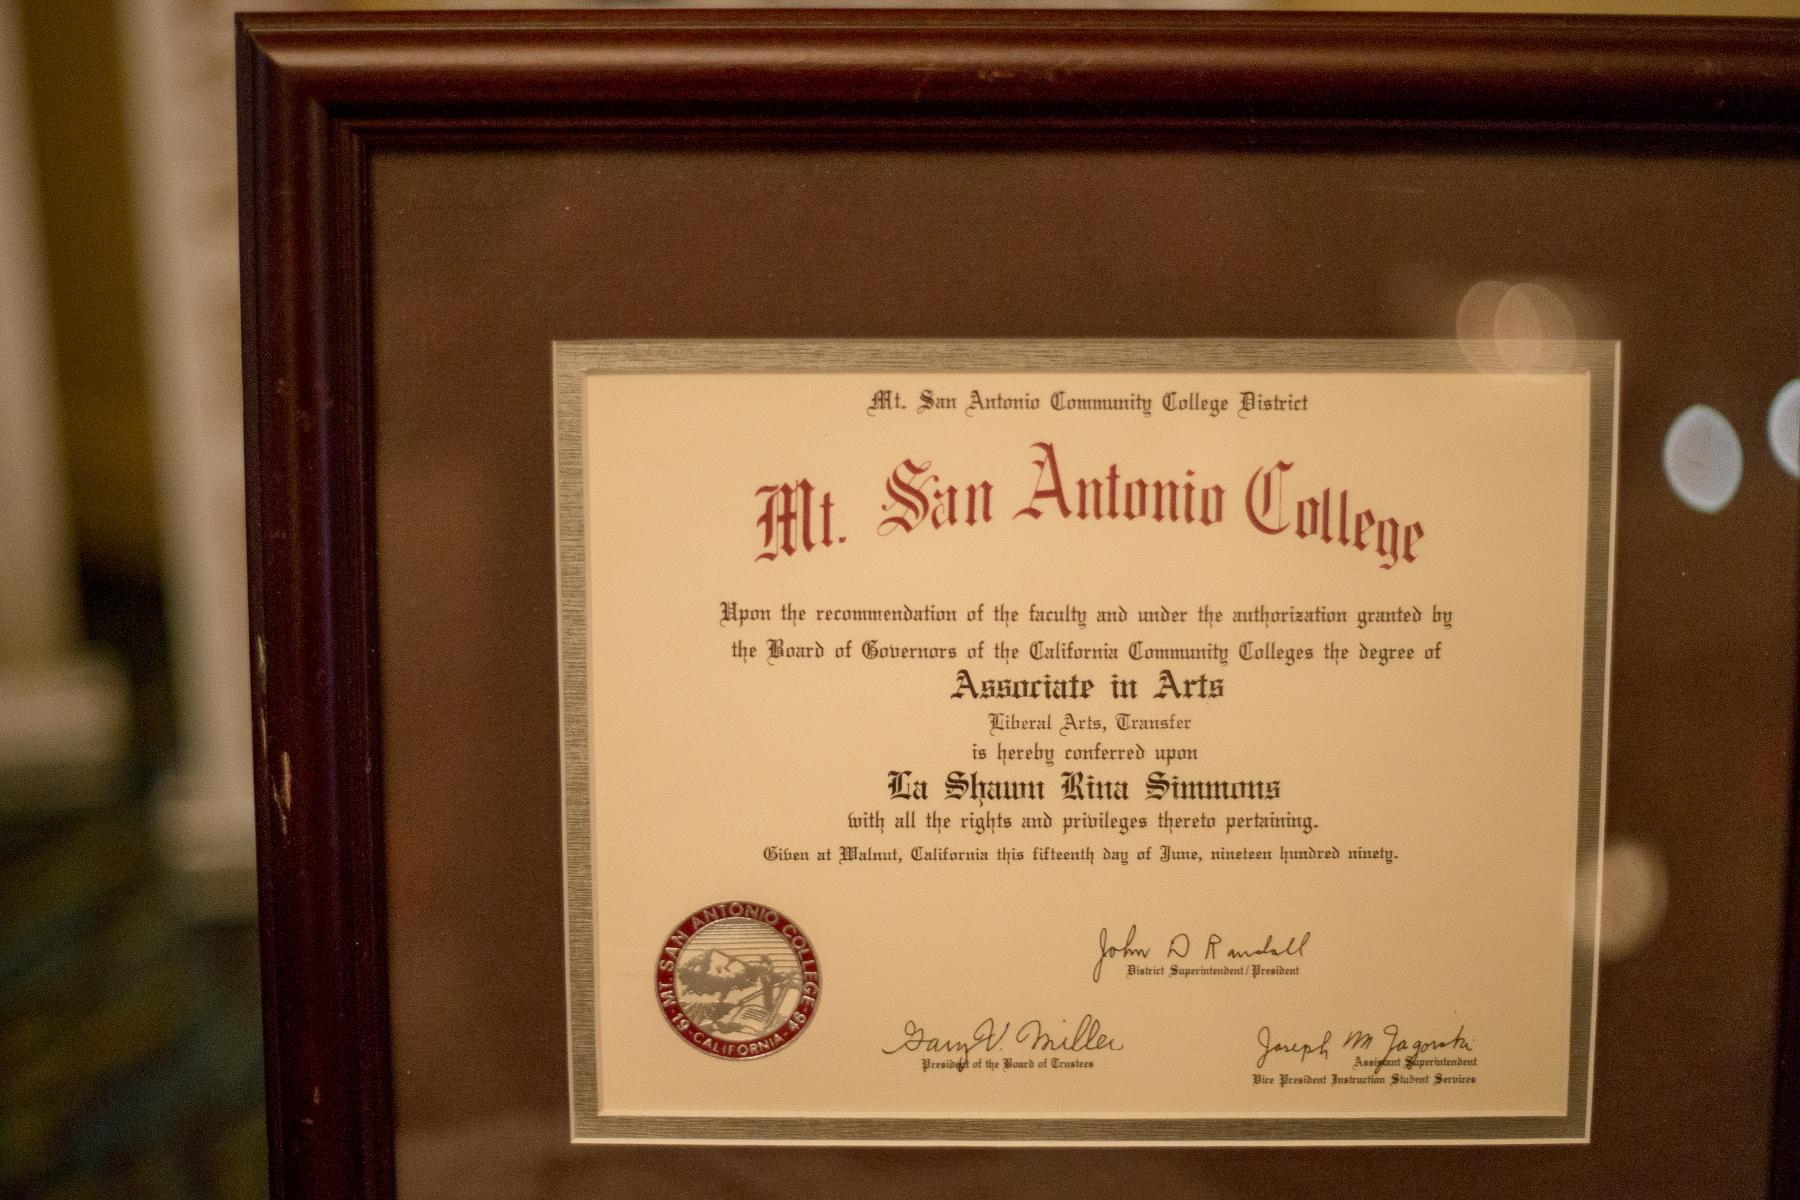 Mt. San Antonio Community College District
Mt. San Antonio College
Upon the recommendation of the faculty and under the authorization granted by
the Board of Governors of the California Community Colleges the degree of
Associate in Arts
Liberal Arts, Transfer
is hereby conferred upon
La Shawn Rina Simmons
with all the rights and privileges thereto pertaining.
Given at Walnut, California this fifteenth day of June, nineteen hundred ninety.
MT. SAN ANTONIO COLLEGE
19 - CALIFORNIA - 46
John D Randall
District Superintendent/President
Gary V. Miller
President of the Board of Trustees
Joseph M Zagorski
Assistant Superintendent
Vice President Instruction Student Services